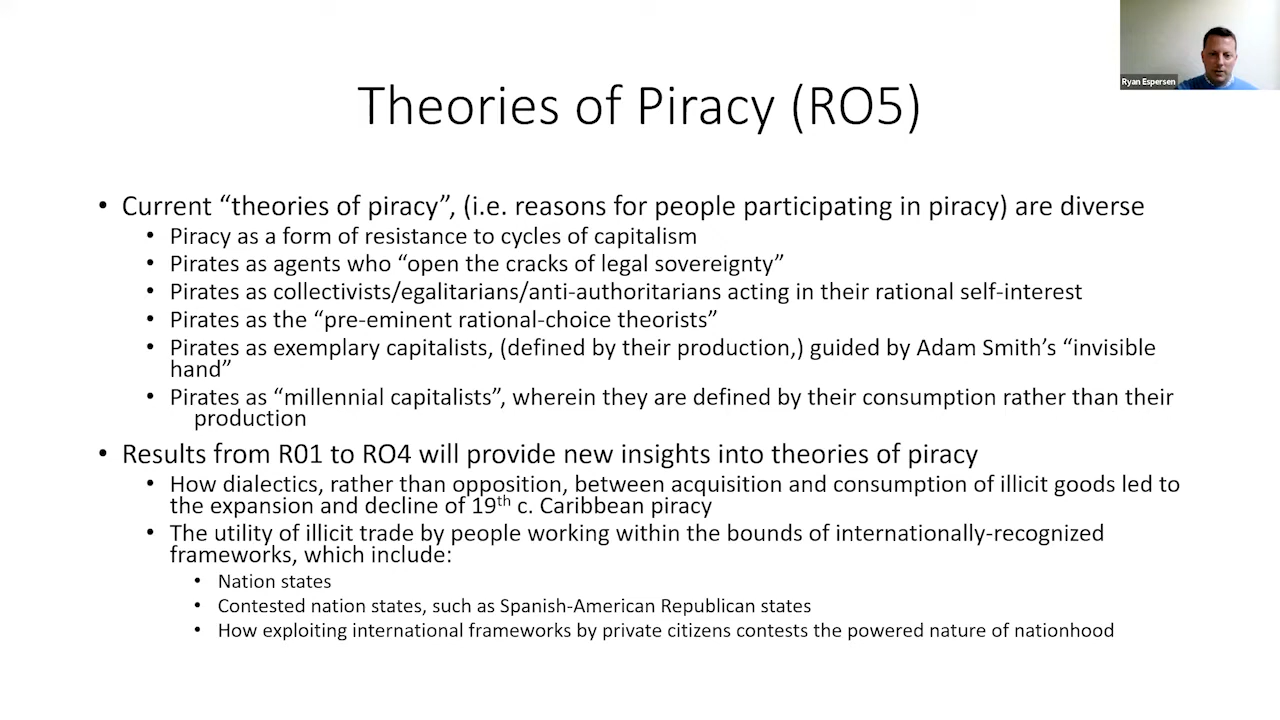 Ryan Espersen
Theories of Piracy (RO5)
• Current “theories of piracy”, (i.e. reasons for people participating in piracy) are diverse
• Piracy as a form of resistance to cycles of capitalism
• Pirates as agents who “open the cracks of legal sovereignty”
• Pirates as collectivists/egalitarians/anti-authoritarians acting in their rational self-interest
• Pirates as the “pre-eminent rational-choice theorists”
• Pirates as exemplary capitalists, (defined by their production,) guided by Adam Smith’s “invisible
hand”
• Pirates as “millennial capitalists”, wherein they are defined by their consumption rather than their
production
• Results from R01 to RO4 will provide new insights into theories of piracy
• How dialectics, rather than opposition, between acquisition and consumption of illicit goods led to
the expansion and decline of 19th c. Caribbean piracy
• The utility of illicit trade by people working within the bounds of internationally-recognized
frameworks, which include:
• Nation states
• Contested nation states, such as Spanish-American Republican states
• How exploiting international frameworks by private citizens contests the powered nature of nationhood